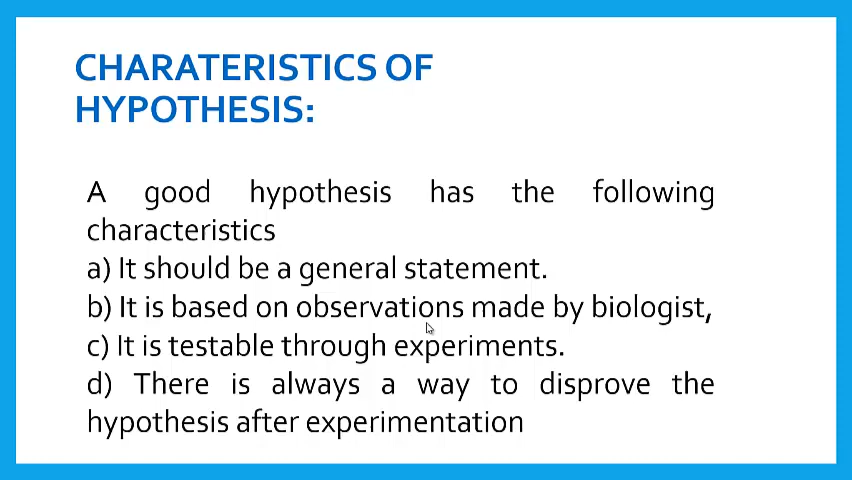 CHARATERISTICS OF
HYPOTHESIS:
A good hypothesis has the following
characteristics
a) It should be a general statement.
b) It is based on observations made by biologist,
c) It is testable through experiments.
d) There is always a way to disprove the
hypothesis after experimentation